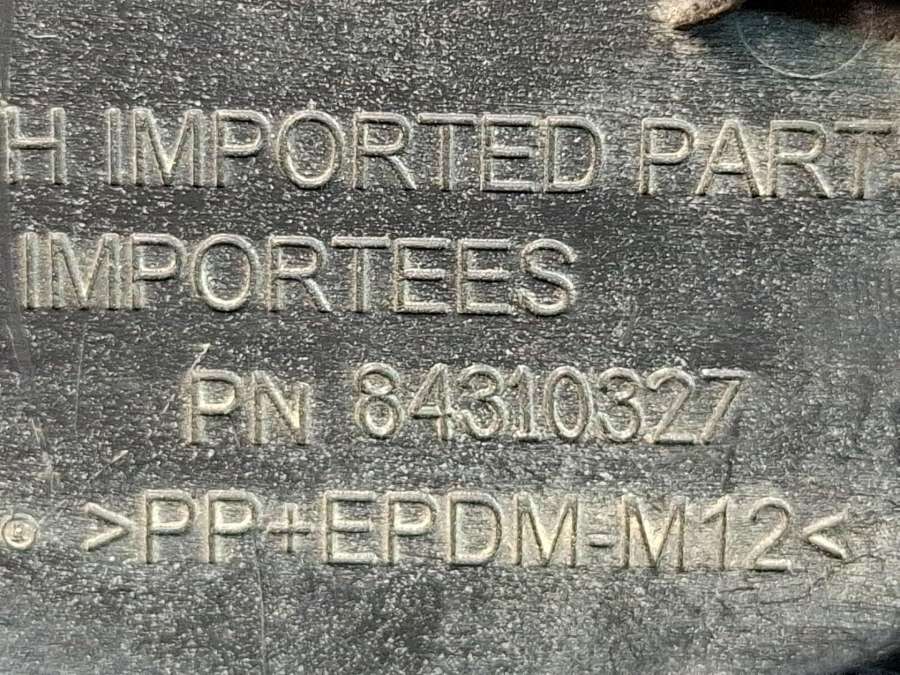 H IMPORTED PART
IMPORTEES
PN 84310327
® >PP+EPDM-M12<